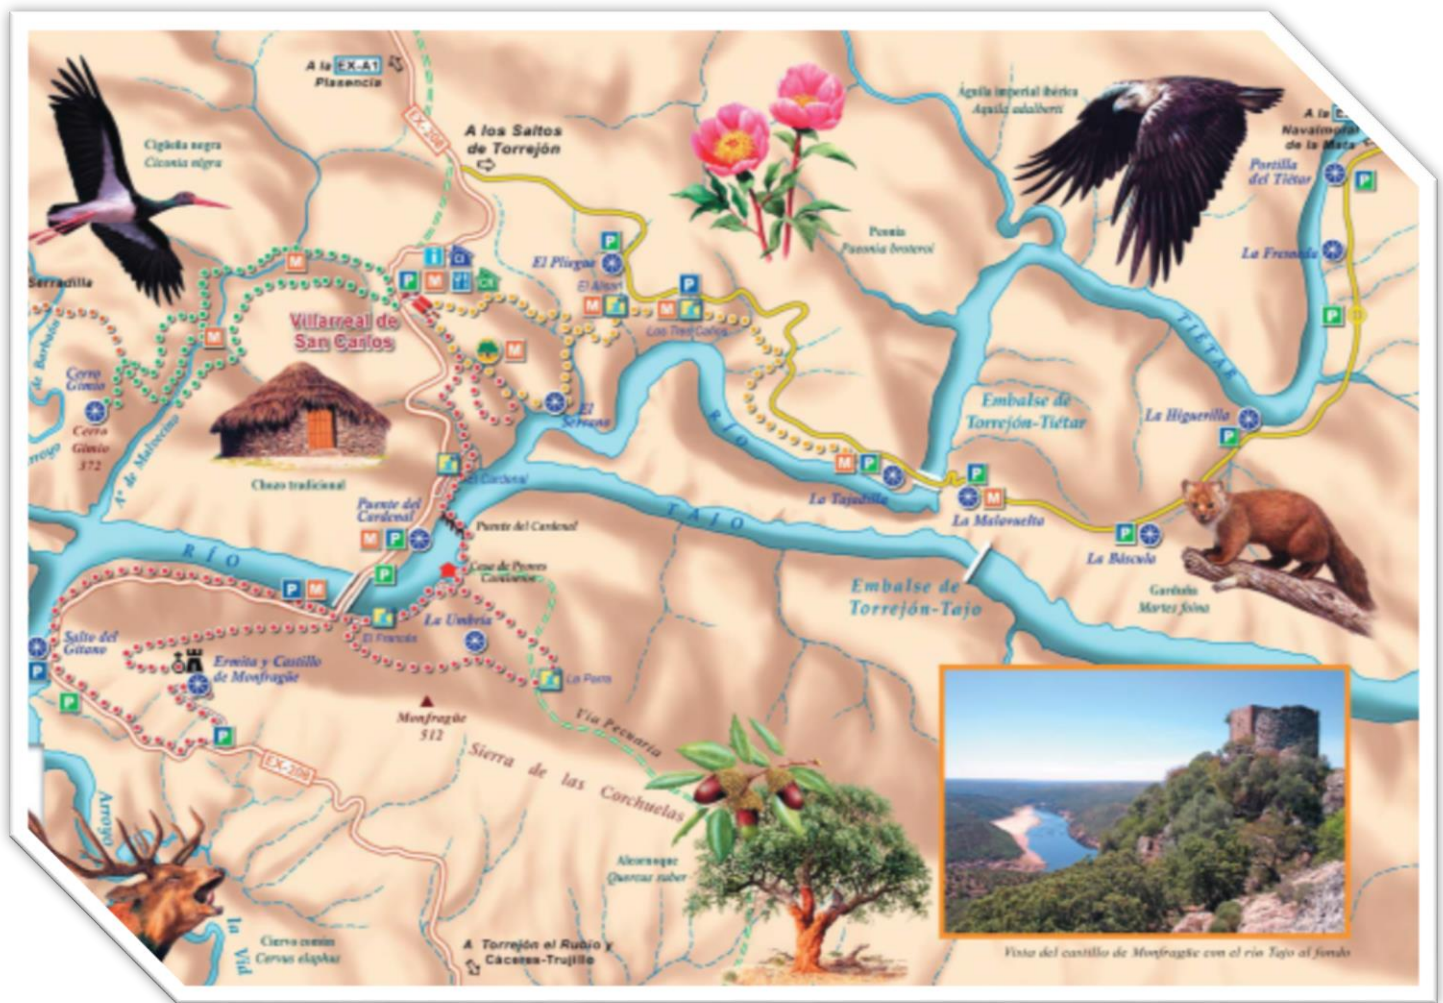 A la EX-A1
Plasencia
EX-208
A los Saltos
de Torrejón
Cigüeña negra
Ciconia nigra
Águila imperial ibérica
Aquila adalberti
A la
Navalmoral
de la Mata
Portilla
del Tiétar
P
La Fresneda
P
Peonía
Paeonia broteroi
P
El Pliegue
i
P
M
M
Serradilla
Villarreal de
San Carlos
M
M
P
M
Los Tres Caños
M
M
TIÉTAR
Cerro
Gimio
Cerro
Gimio
372
Aº de Malvecino
Chozo tradicional
El Cardenal
RÍO
Embalse de
Torrejón-Tiétar
La Higuerilla
P
M
P
La Tajadilla
P
M
La Malavuelta
P
La Báscula
Puente del
Cardenal
M
P
Puente del Cardenal
TAJO
RÍO
P
P
M
Embalse de
Torrejón-Tajo
Garduña
Martes foina
El Francés
La Umbría
Salto del
Gitano
P
P
Ermita y Castillo
de Monfragüe
P
La Parra
Monfragüe
512
Vía Pecuaria
Sierra de las Corchuelas
EX-208
Arroyo
la Vid
Alcornoque
Quercus suber
Ciervo común
Cervus elaphus
A Torrejón el Rubio y
Cáceres-Trujillo
Vista del castillo de Monfragüe con el río Tajo al fondo